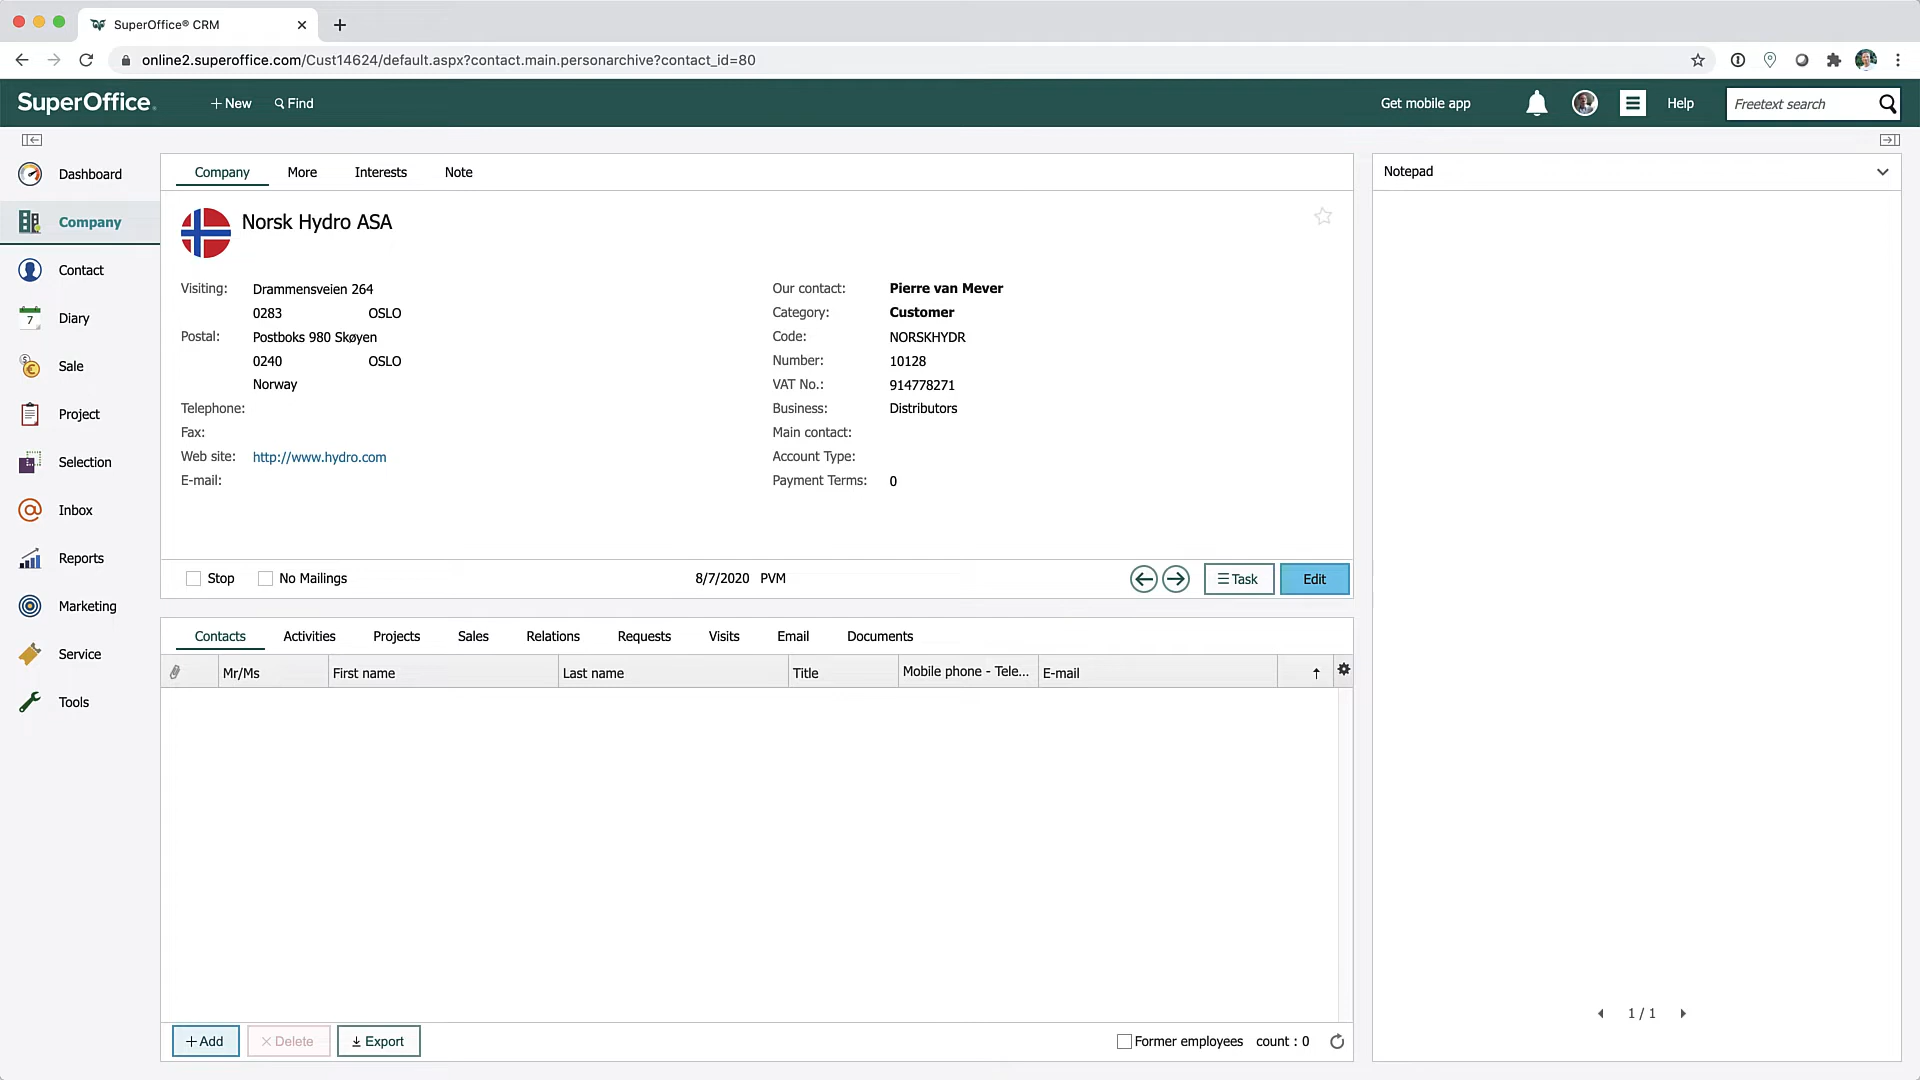 SuperOffice® CRM
online2.superoffice.com/Cust14624/default.aspx?contact.main.personarchive?contact_id=80
SuperOffice. + New Find Get mobile app Help Freetext search
Dashboard
Company
Contact
7 Diary
Sale
Project
Selection
Inbox
Reports
Marketing
Service
Tools
Company More Interests Note
Norsk Hydro ASA
Visiting: Drammensveien 264
0283 OSLO
Postal: Postboks 980 Skøyen
0240 OSLO
Norway
Telephone:
Fax:
Web site: http://www.hydro.com
E-mail:
Our contact: Pierre van Mever
Category: Customer
Code: NORSKHYDR
Number: 10128
VAT No.: 914778271
Business: Distributors
Main contact:
Account Type:
Payment Terms: 0
Stop No Mailings 8/7/2020 PVM Task Edit
Contacts Activities Projects Sales Relations Requests Visits Email Documents
Mr/Ms First name Last name Title Mobile phone - Tele... E-mail
+ Add Delete Export Former employees count : 0
Notepad
1 / 1